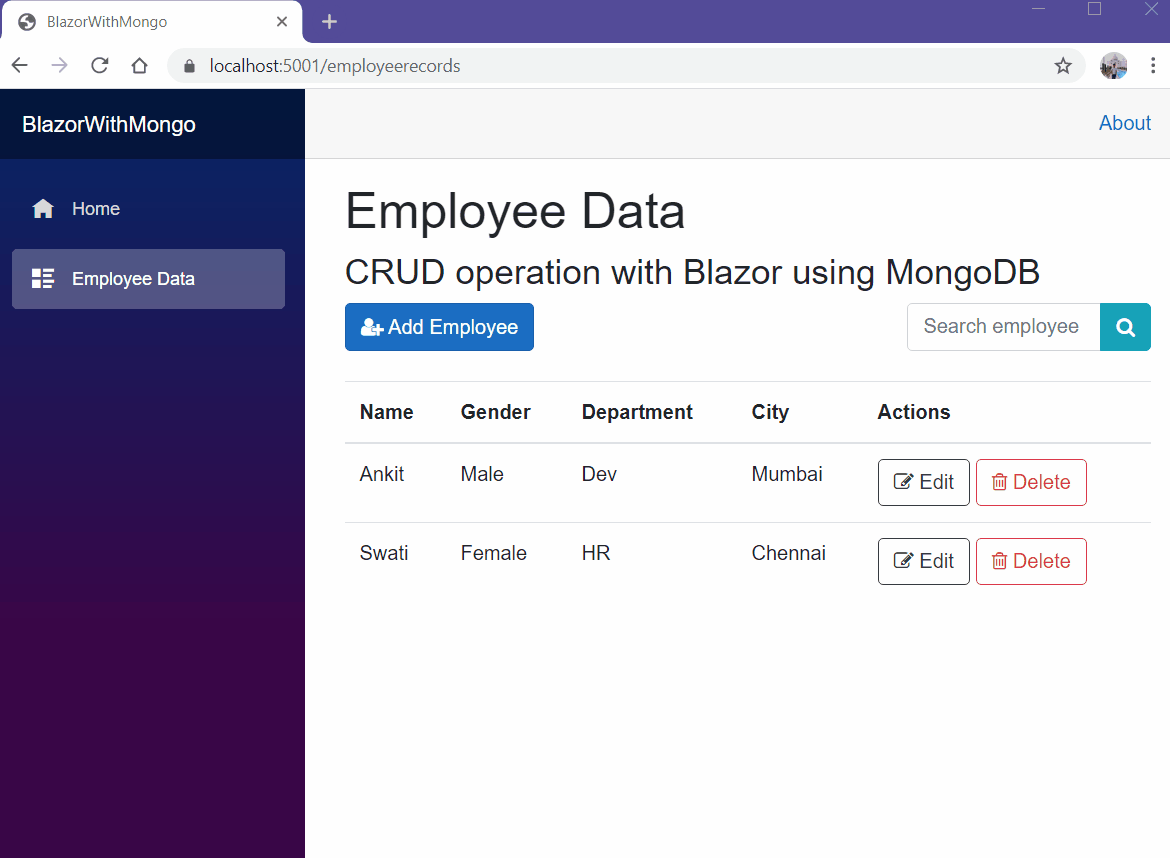 BlazorWithMongo
localhost:5001/employeerecords
BlazorWithMongo
About
Home
Employee Data
Employee Data
CRUD operation with Blazor using MongoDB
Add Employee
Search employee
Name Gender Department City Actions
Ankit Male Dev Mumbai Edit Delete
Swati Female HR Chennai Edit Delete